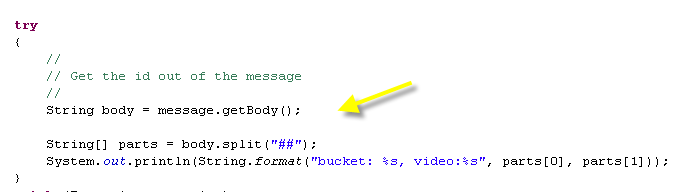 try
{
//
// Get the id out of the message
//
String body = message.getBody();
String[] parts = body.split("##");
System.out.println(String.format("bucket: %s, video:%s", parts[0], parts[1]));
}